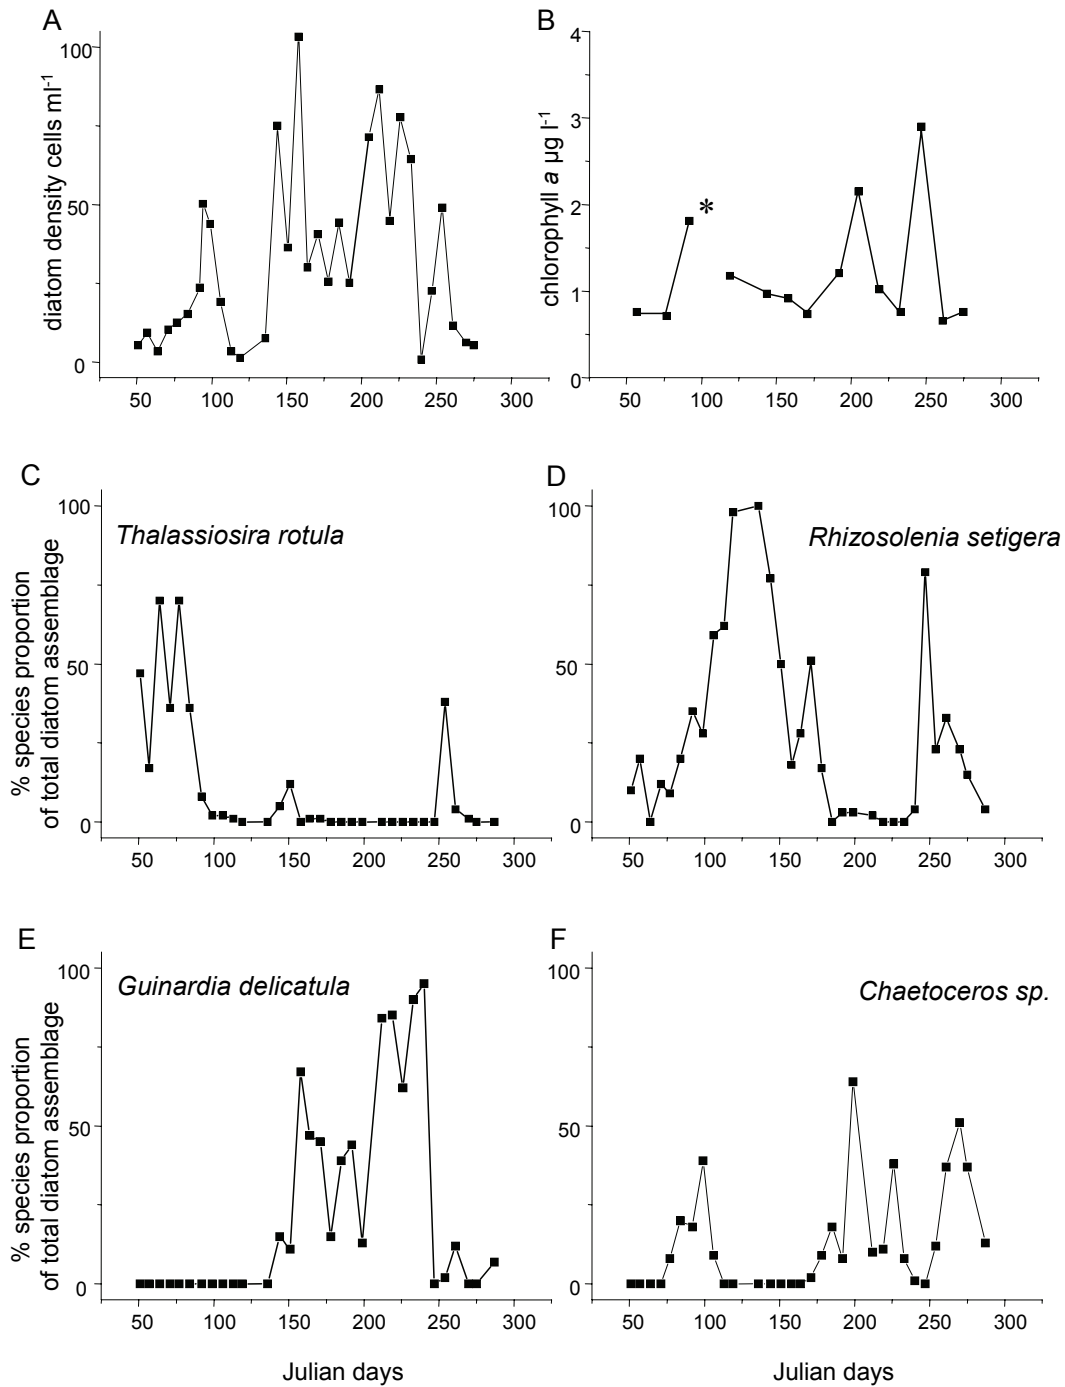 A
diatom density cells ml-1
100
50
0
50 100 150 200 250 300
B
chlorophyll a µg l-1
4
3
2
1
0
*
50 100 150 200 250 300
C
Thalassiosira rotula
% species proportion
of total diatom assemblage
100
50
0
50 100 150 200 250 300
D
Rhizosolenia setigera
100
50
0
50 100 150 200 250 300
E
Guinardia delicatula
% species proportion
of total diatom assemblage
100
50
0
50 100 150 200 250 300
Julian days
F
Chaetoceros sp.
100
50
0
50 100 150 200 250 300
Julian days